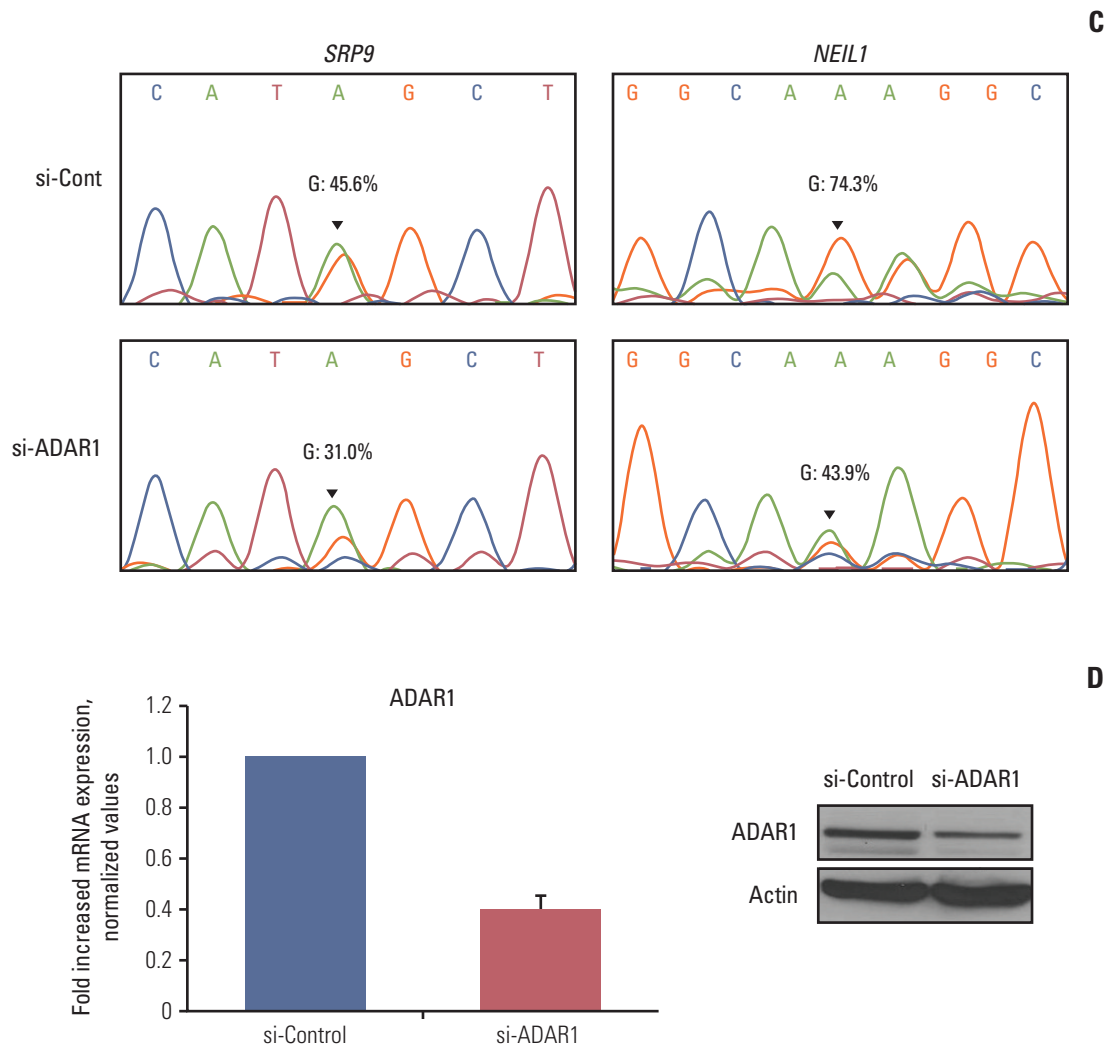 C
SRP9
NEIL1
C A T A G C T
G G C A A A G G C
si-Cont
G: 45.6%
G: 74.3%
C A T A G C T
G G C A A A G G C
si-ADAR1
G: 31.0%
G: 43.9%
D
ADAR1
Fold increased mRNA expression,
normalized values
1.2
1.0
0.8
0.6
0.4
0.2
0
si-Control
si-ADAR1
si-Control si-ADAR1
ADAR1
Actin